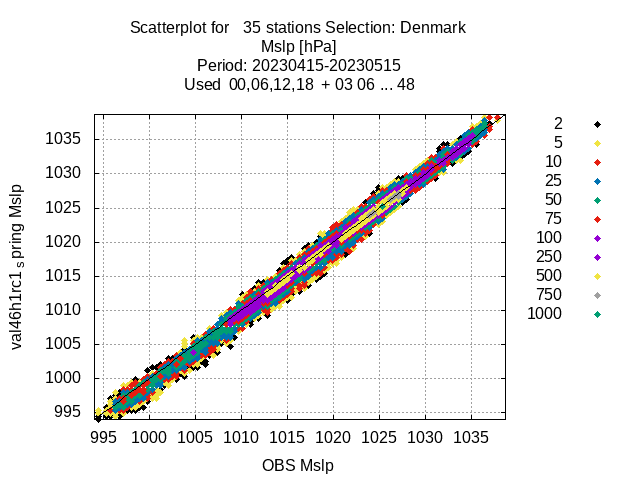 Scatterplot for   35 stations Selection: Denmark
Mslp [hPa]
Period: 20230415-20230515
Used  00,06,12,18  + 03 06 ... 48
val46h1rc1_spring Mslp
1035
1030
1025
1020
1015
1010
1005
1000
995
995 1000 1005 1010 1015 1020 1025 1030 1035
OBS Mslp
2
5
10
25
50
75
100
250
500
750
1000